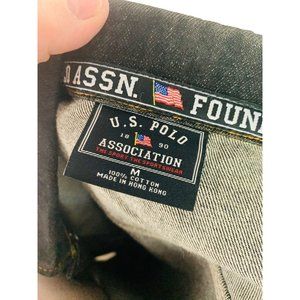 O ASSN. FOUN
U.S. POLO
18 90
ASSOCIATION
THE SPORT. THE SPORTSWEAR
M
100% COTTON
MADE IN HONG KONG